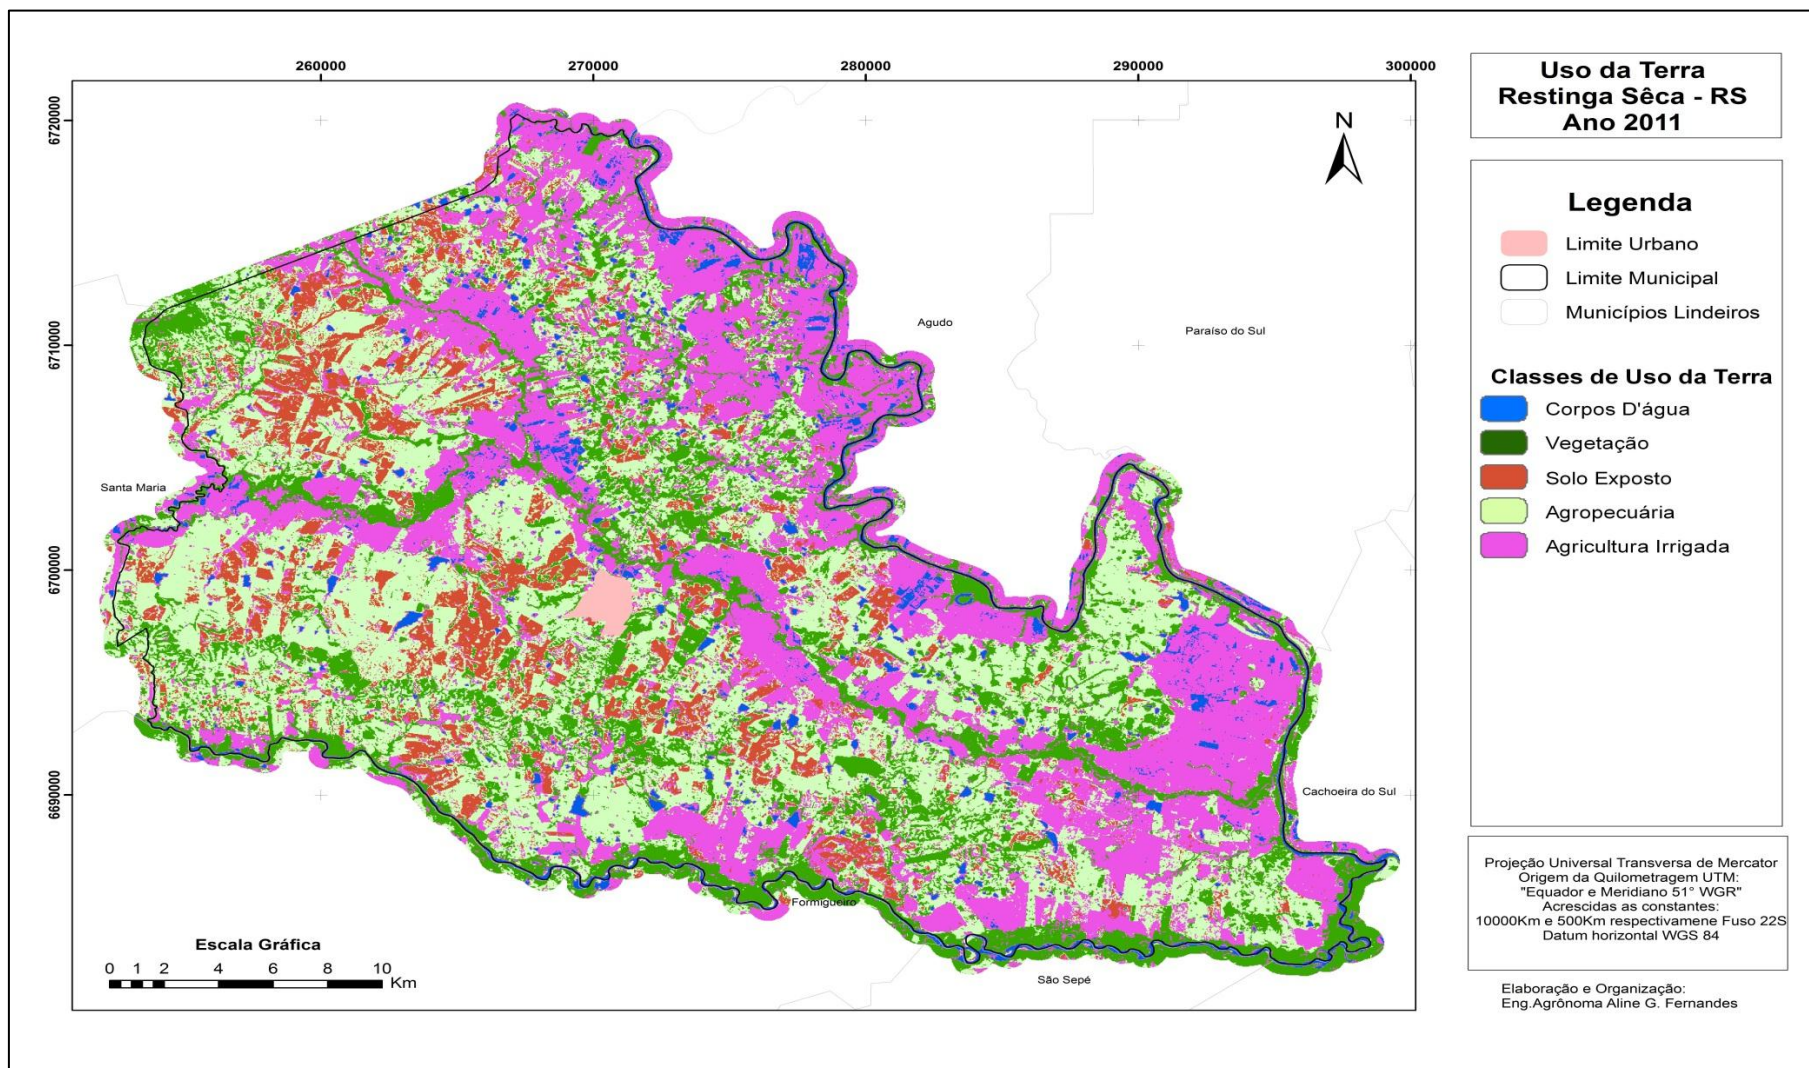 Uso da Terra
Restinga Sêca - RS
Ano 2011
260000
270000
280000
290000
300000
6720000
6710000
6700000
6690000
N
Agudo
Paraíso do Sul
Santa Maria
Cachoeira do Sul
Formigueiro
São Sepé
Escala Gráfica
0 1 2 4 6 8 10
Km
Legenda
Limite Urbano
Limite Municipal
Municípios Lindeiros
Classes de Uso da Terra
Corpos D'água
Vegetação
Solo Exposto
Agropecuária
Agricultura Irrigada
Projeção Universal Transversa de Mercator
Origem da Quilometragem UTM:
"Equador e Meridiano 51° WGR"
Acrescidas as constantes:
10000Km e 500Km respectivamene Fuso 22S
Datum horizontal WGS 84
Elaboração e Organização:
Eng.Agrônoma Aline G. Fernandes